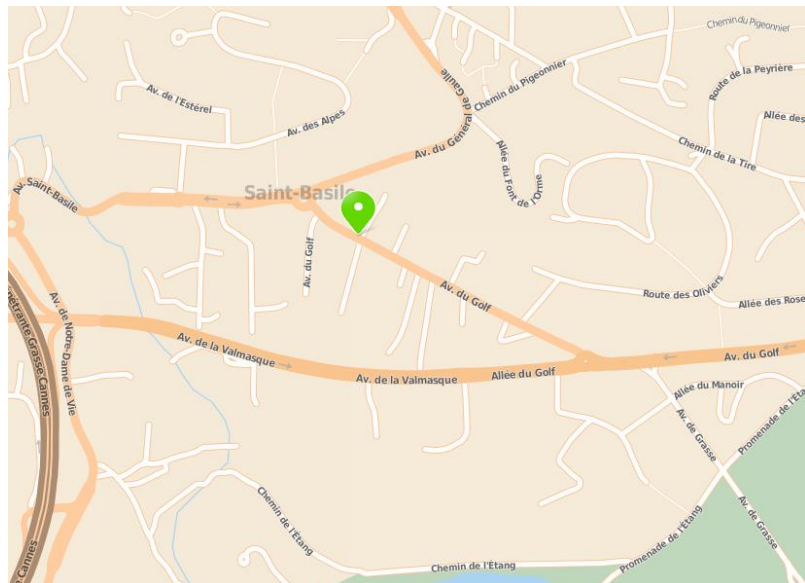 Chemin du Pigeonnier
Route de la Peyrière
Av. de l'Estérel
Chemin du Pigeonnier
Av. des Alpes
Av. du Général de Gaulle
Allée des
Chemin de la Tire
Allée du Font de l'Orme
Av. Saint-Basile
Saint-Basile
Av. du Golf
Av. du Golf
Route des Oliviers
Allée des Rose
Av. de Notre-Dame de Vie
nétrante Grasse Cannes
Av. de la Valmasque
Av. du Golf
Av. de la Valmasque
Allée du Golf
Allée du Manoir
Av. de Grasse
Promenade de l'Éta
Chemin de l'Étang
Av. de Grasse
Promenade de l'Étang
Chemin de l'Étang
e Cannes